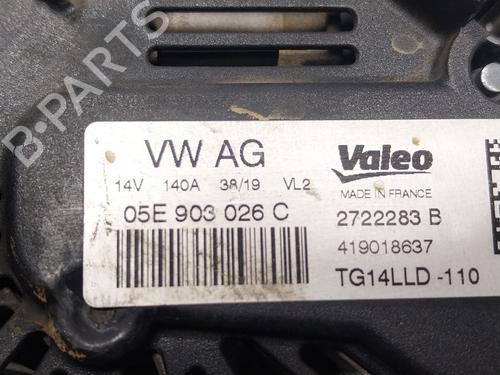 B-PARTS
VW AG
14V 140A 38/19 VL2
05E 903 026 C
Valeo
MADE IN FRANCE
2722283 B
419018637
TG14LLD -110